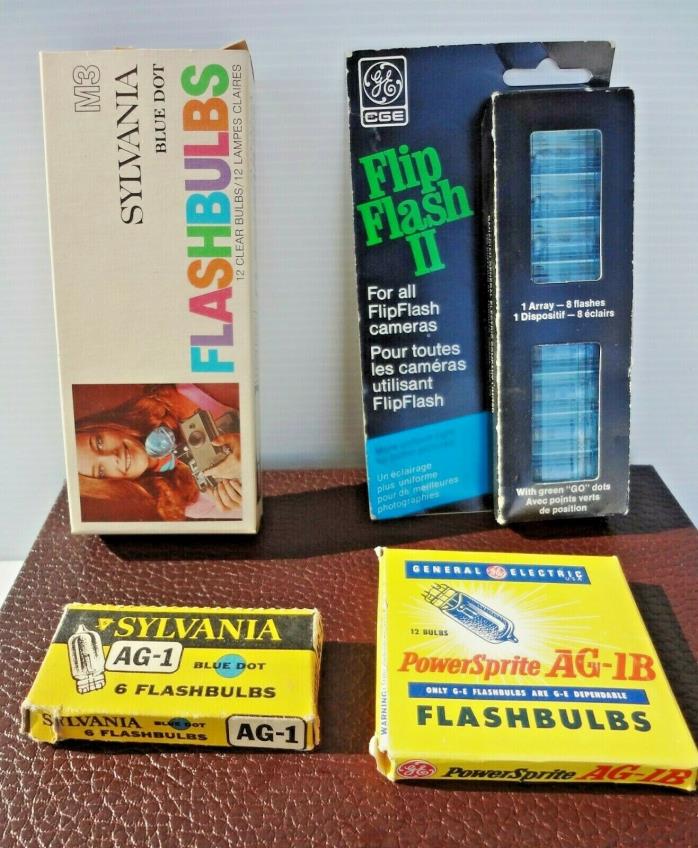 M3
SYLVANIA
BLUE DOT
FLASHBULBS
12 CLEAR BULBS/12 LAMPES CLAIRES
GE
CGE
Flip
Flash
II
For all
FlipFlash
cameras
Pour toutes
les caméras
utilisant
FlipFlash
Un éclairage
plus uniforme
pour de meilleures
photographies
1 Array – 8 flashes
1 Dispositif – 8 éclairs
With green "GO" dots
Avec points verts
de position
SYLVANIA
AG-1
BLUE DOT
6 FLASHBULBS
SYLVANIA BLUE DOT
6 FLASHBULBS
AG-1
GENERAL GE ELECTRIC
USA
12 BULBS
PowerSprite AG-1B
ONLY G-E FLASHBULBS ARE G-E DEPENDABLE
FLASHBULBS
WARNING
GE PowerSprite AG-1B